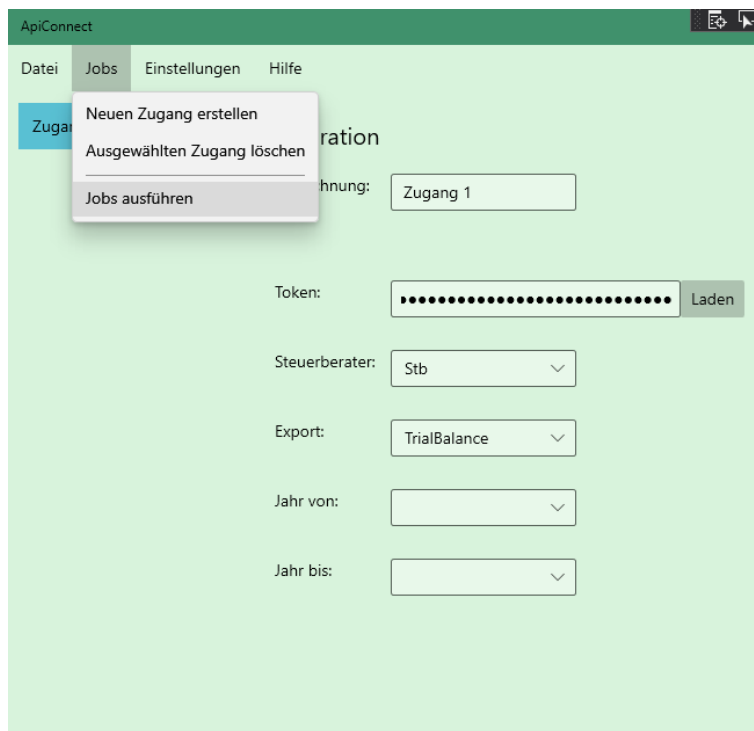 ApiConnect
Datei Jobs Einstellungen Hilfe
Neuen Zugang erstellen
Ausgewählten Zugang löschen
Jobs ausführen
Zugan
ration
hnung:
Zugang 1
Token:
Laden
Steuerberater:
Stb
Export:
TrialBalance
Jahr von:
Jahr bis: